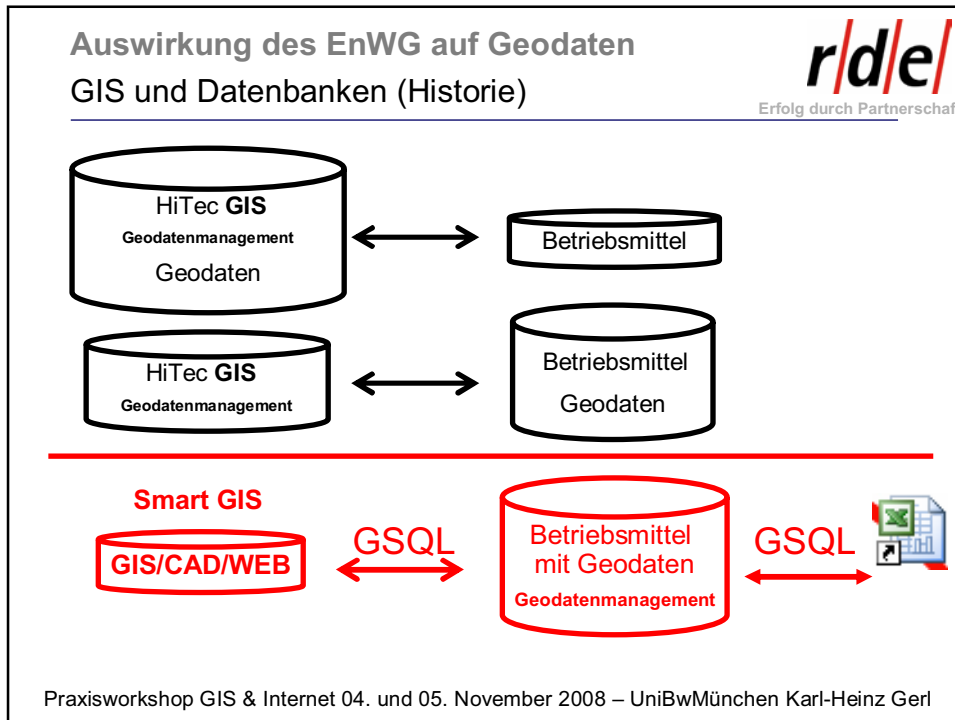 Auswirkung des EnWG auf Geodaten
GIS und Datenbanken (Historie)
r/d/e/
Erfolg durch Partnerschaf
HiTec GIS
Geodatenmanagement
Geodaten
Betriebsmittel
HiTec GIS
Geodatenmanagement
Betriebsmittel
Geodaten
Smart GIS
GIS/CAD/WEB
GSQL
Betriebsmittel
mit Geodaten
Geodatenmanagement
GSQL
Praxisworkshop GIS & Internet 04. und 05. November 2008 – UniBwMünchen Karl-Heinz Gerl